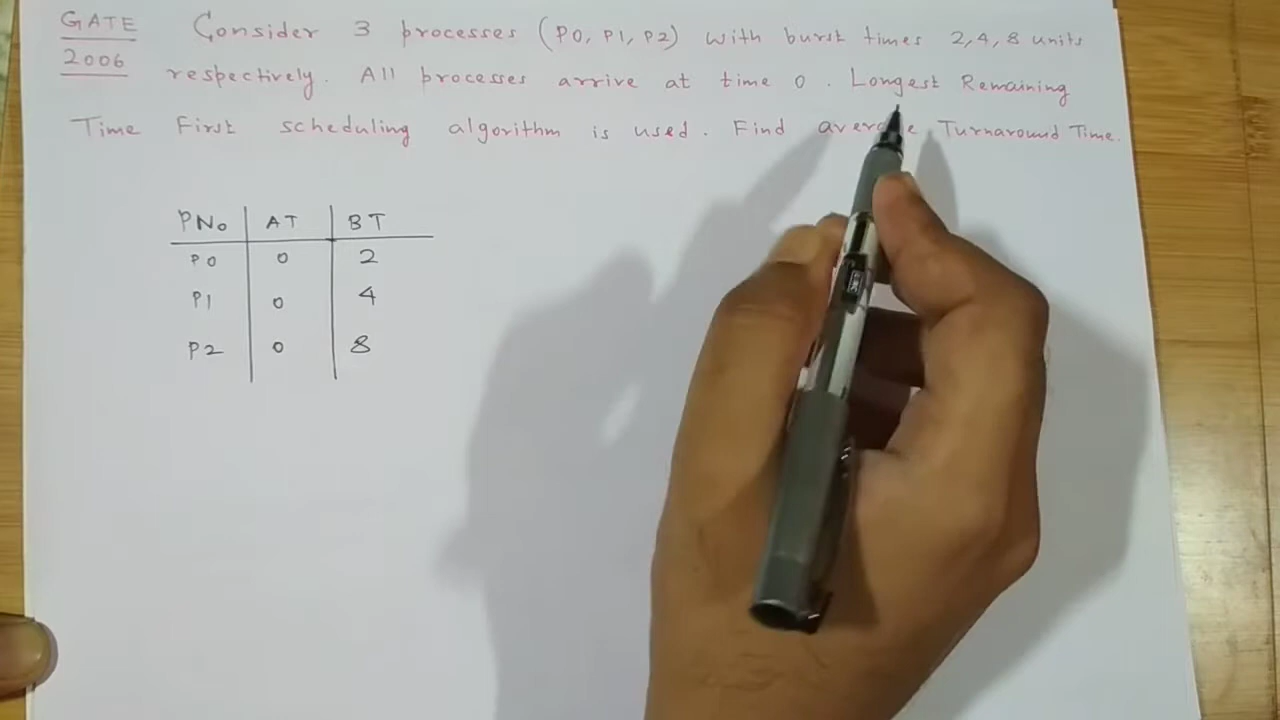 GATE 2006
Consider 3 processes (P0, P1, P2) with burst times 2, 4, 8 units
respectively. All processes arrive at time 0. Longest Remaining
Time First scheduling algorithm is used. Find Turnaround Time.
PNo AT BT
P0 0 2
P1 0 4
P2 0 8